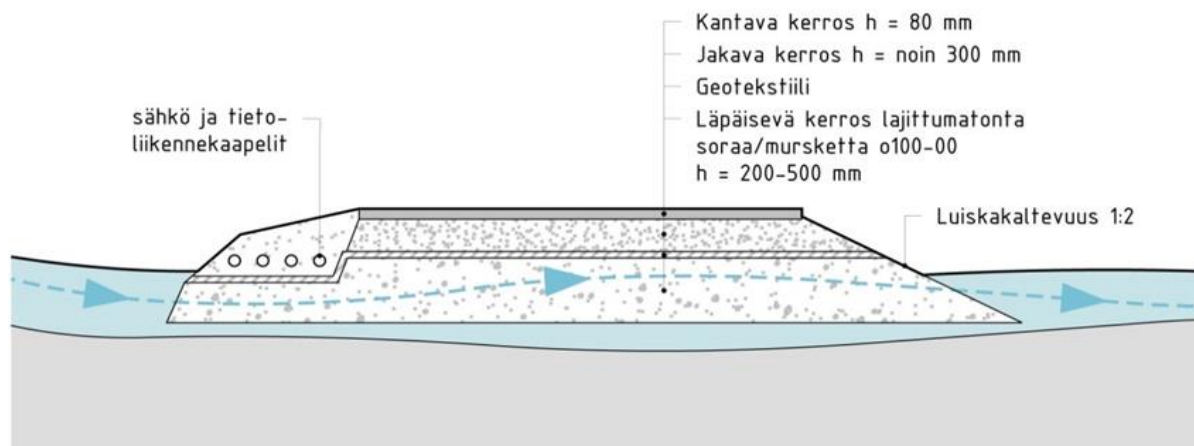 Kantava kerros h = 80 mm
Jakava kerros h = noin 300 mm
Geotekstiili
Läpäisevä kerros lajittumatonta
soraa/mursketta o100-00
h = 200-500 mm
sähkö ja tieto-
liikennekaapelit
Luiskakaltevuus 1:2